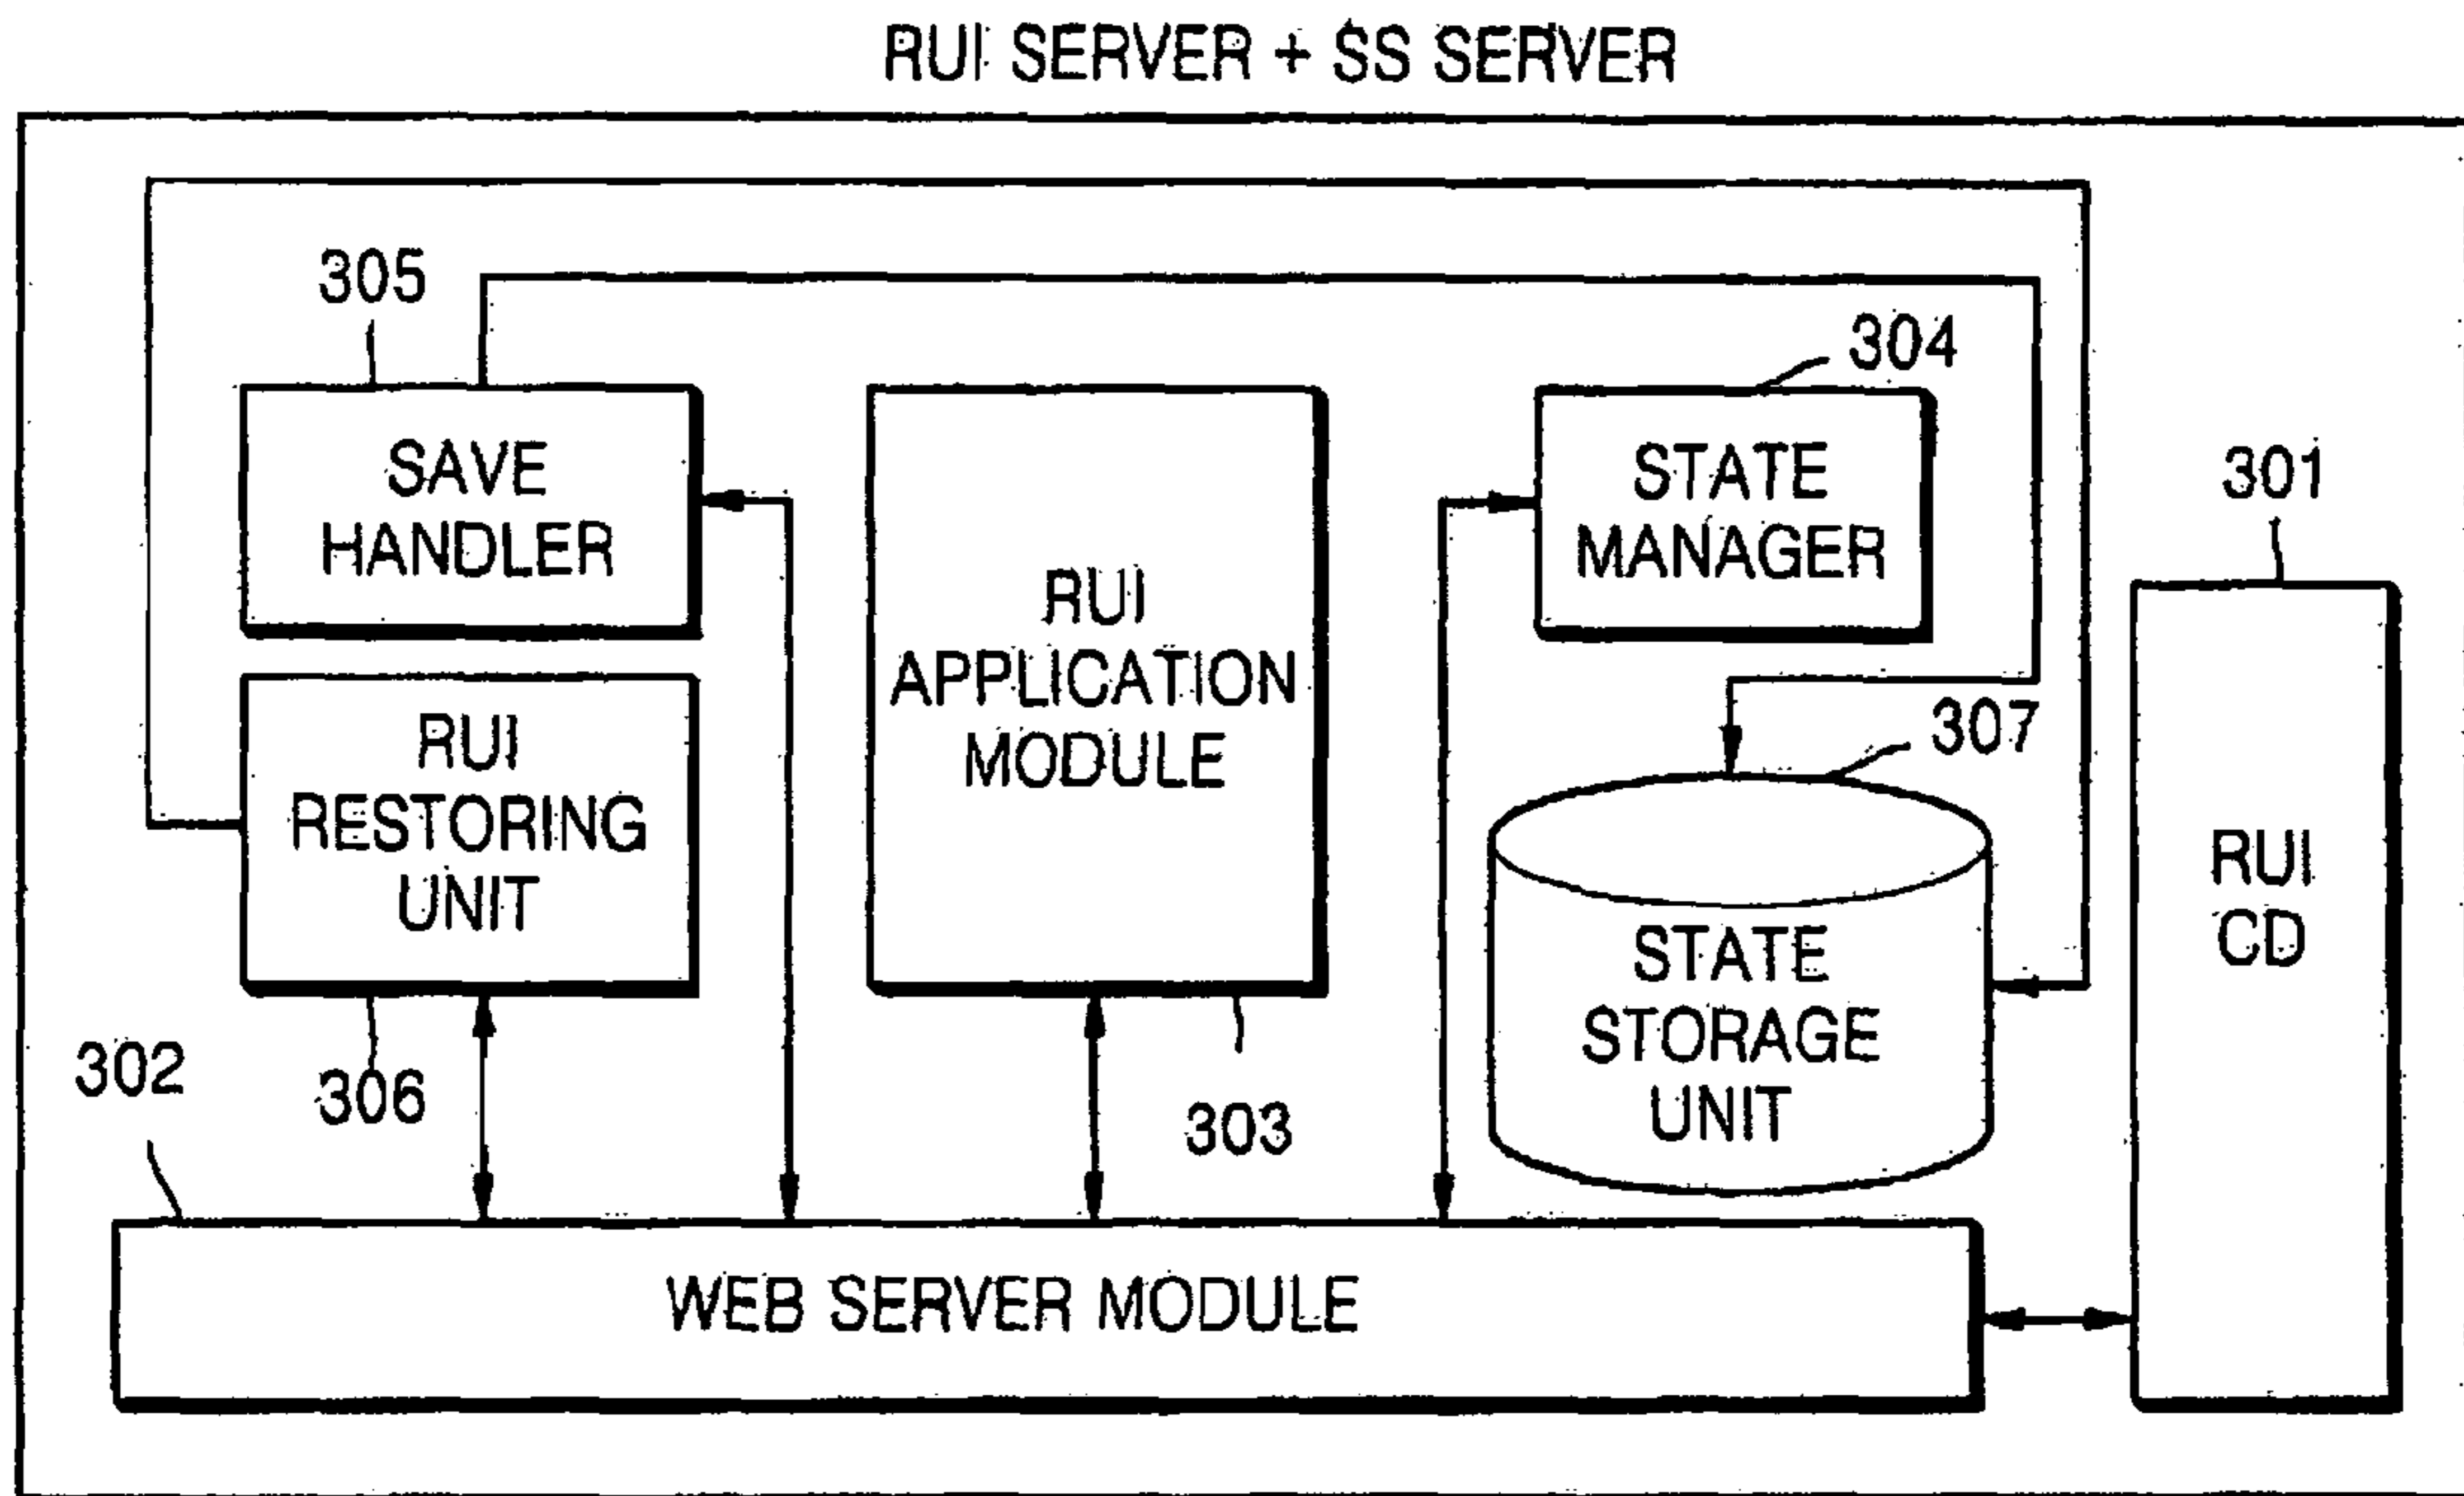 RUI SERVER + SS SERVER
305
304
301
SAVE
HANDLER
RUI
APPLICATION
MODULE
STATE
MANAGER
307
RUI
RESTORING
UNIT
RUI
CD
STATE
STORAGE
UNIT
302
306
303
WEB SERVER MODULE